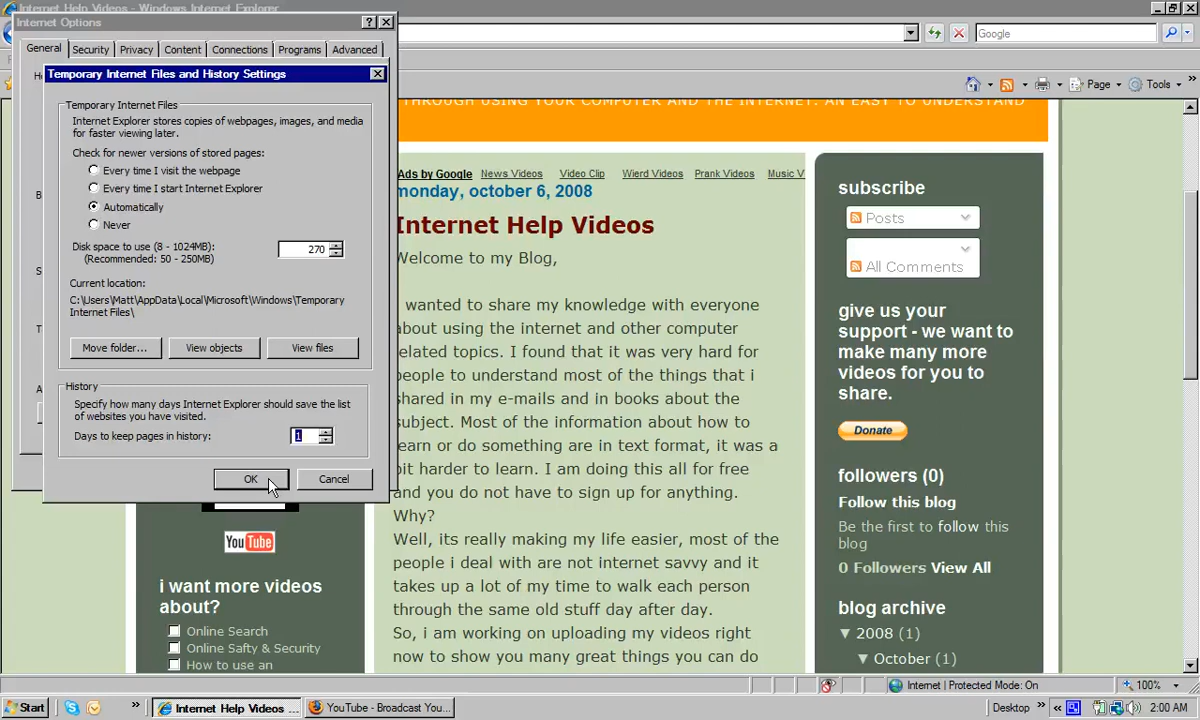 Internet Help Videos - Windows Internet Explorer
Internet Options
General Security Privacy Content Connections Programs Advanced
Temporary Internet Files and History Settings
Temporary Internet Files
Internet Explorer stores copies of webpages, images, and media
for faster viewing later.
Check for newer versions of stored pages:
Every time I visit the webpage
Every time I start Internet Explorer
Automatically
Never
Disk space to use (8 - 1024MB):
(Recommended: 50 - 250MB)
270
Current location:
C:\Users\Matt\AppData\Local\Microsoft\Windows\Temporary
Internet Files\
Move folder...
View objects
View files
History
Specify how many days Internet Explorer should save the list
of websites you have visited.
Days to keep pages in history:
1
OK
Cancel
Google
Page
Tools
THROUGH USING YOUR COMPUTER AND THE INTERNET. AN EASY TO UNDERSTAND
Ads by Google News Videos Video Clip Wierd Videos Prank Videos Music V
monday, october 6, 2008
Internet Help Videos
Welcome to my Blog,
wanted to share my knowledge with everyone
about using the internet and other computer
related topics. I found that it was very hard for
people to understand most of the things that i
shared in my e-mails and in books about the
subject. Most of the information about how to
learn or do something are in text format, it was a
bit harder to learn. I am doing this all for free
and you do not have to sign up for anything.
Why?
Well, its really making my life easier, most of the
people i deal with are not internet savvy and it
takes up a lot of my time to walk each person
through the same old stuff day after day.
So, i am working on uploading my videos right
now to show you many great things you can do
subscribe
Posts
All Comments
give us your
support - we want to
make many more
videos for you to
share.
Donate
followers (0)
Follow this blog
Be the first to follow this
blog
0 Followers View All
blog archive
▼ 2008 (1)
▼ October (1)
You Tube
i want more videos
about?
Online Search
Online Safty & Security
How to use an
Internet | Protected Mode: On
100%
Start
Internet Help Videos ...
YouTube - Broadcast You...
Desktop
2:00 AM